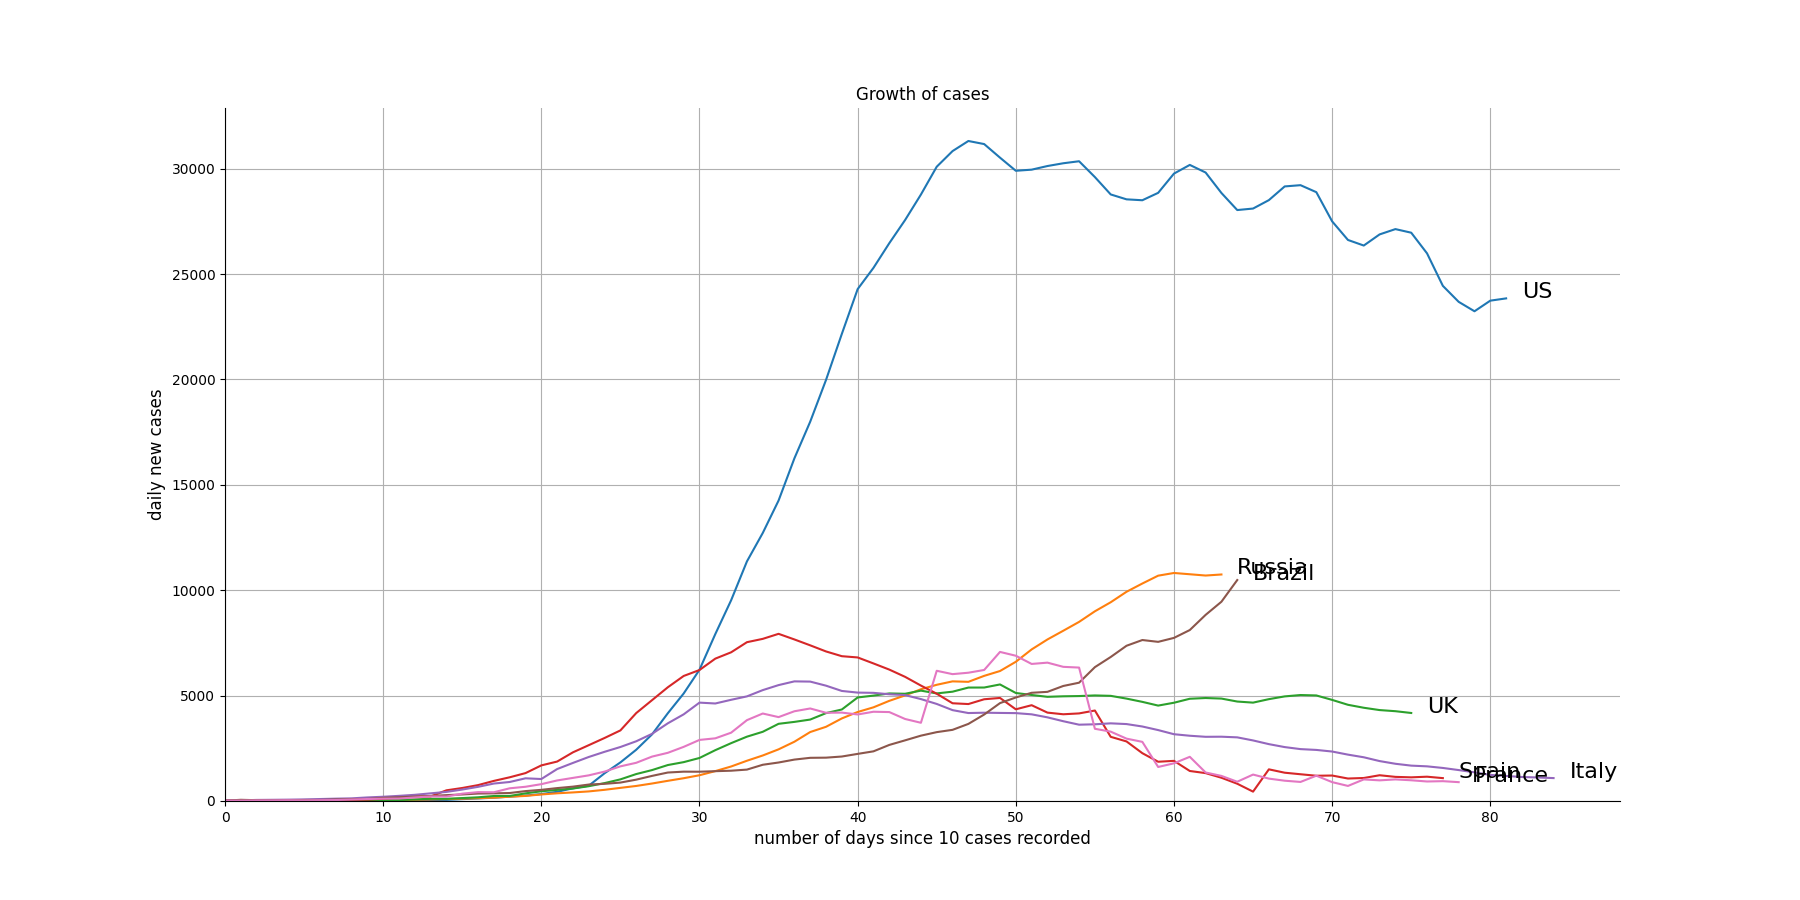 Growth of cases
30000
25000
20000
15000
10000
5000
0
daily new cases
US
Russia
Brazil
UK
Spain
France
Italy
0 10 20 30 40 50 60 70 80
number of days since 10 cases recorded